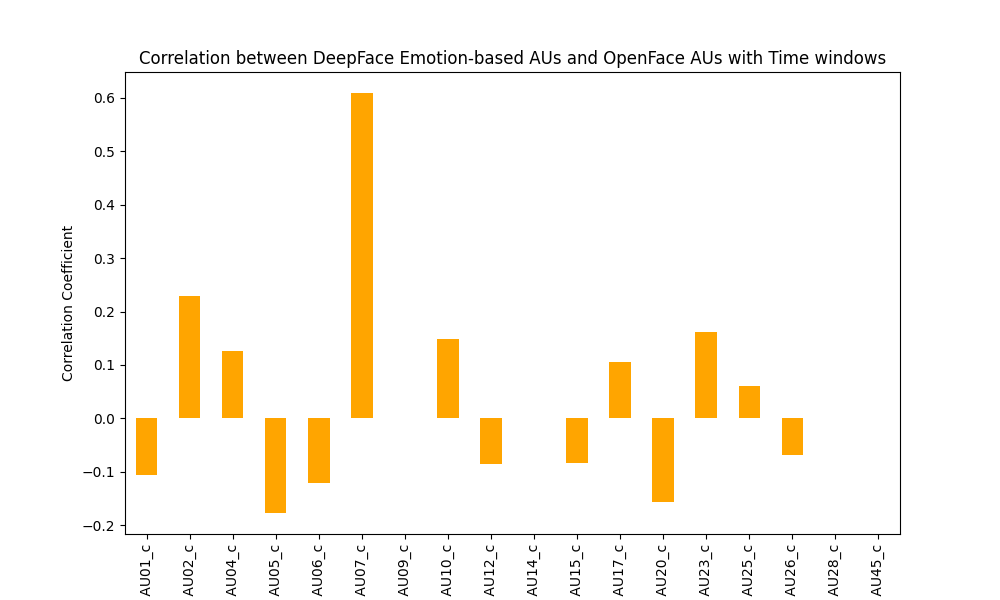 Correlation between DeepFace Emotion-based AUs and OpenFace AUs with Time windows
Correlation Coefficient
0.6
0.5
0.4
0.3
0.2
0.1
0.0
−0.1
−0.2
AU01_c
AU02_c
AU04_c
AU05_c
AU06_c
AU07_c
AU09_c
AU10_c
AU12_c
AU14_c
AU15_c
AU17_c
AU20_c
AU23_c
AU25_c
AU26_c
AU28_c
AU45_c